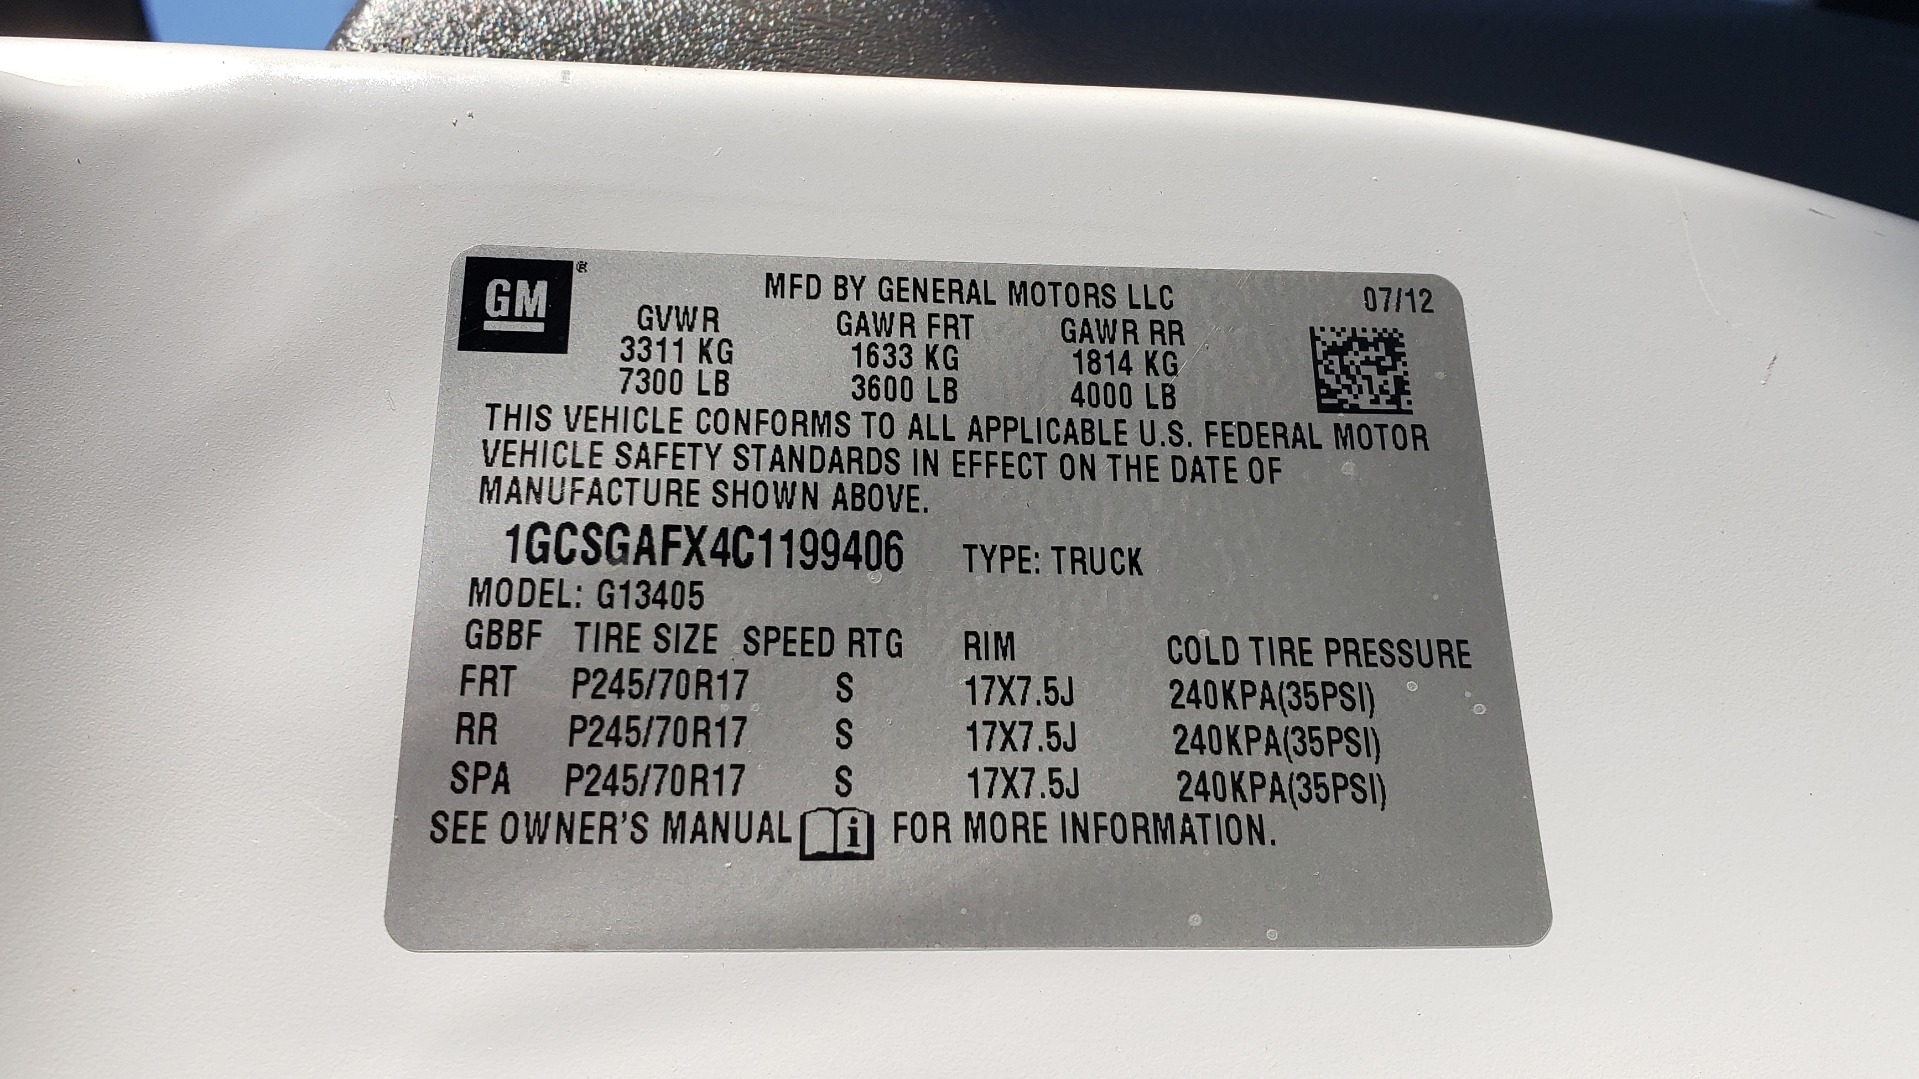 GM ®
MFD BY GENERAL MOTORS LLC 07/12
GVWR GAWR FRT GAWR RR
3311 KG 1633 KG 1814 KG
7300 LB 3600 LB 4000 LB
THIS VEHICLE CONFORMS TO ALL APPLICABLE U.S. FEDERAL MOTOR
VEHICLE SAFETY STANDARDS IN EFFECT ON THE DATE OF
MANUFACTURE SHOWN ABOVE.
1GCSGAFX4C1199406 TYPE: TRUCK
MODEL: G13405
GBBF TIRE SIZE SPEED RTG RIM COLD TIRE PRESSURE
FRT P245/70R17 S 17X7.5J 240KPA(35PSI)
RR P245/70R17 S 17X7.5J 240KPA(35PSI)
SPA P245/70R17 S 17X7.5J 240KPA(35PSI)
SEE OWNER'S MANUAL i FOR MORE INFORMATION.